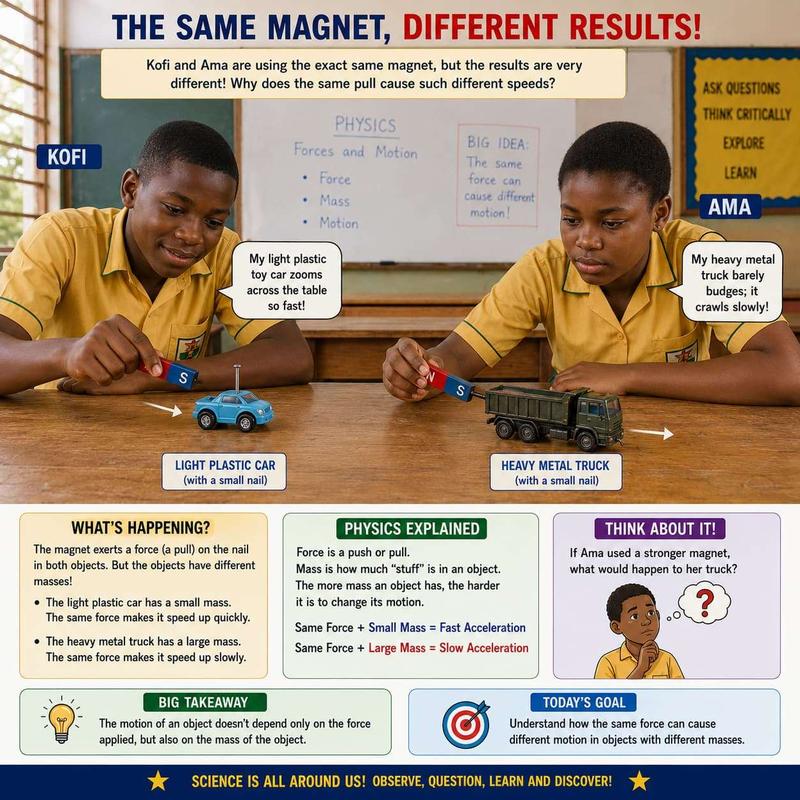 THE SAME MAGNET, DIFFERENT RESULTS!
Kofi and Ama are using the exact same magnet, but the results are very
different! Why does the same pull cause such different speeds?
ASK QUESTIONS
THINK CRITICALLY
EXPLORE
LEARN
PHYSICS
Forces and Motion
• Force
• Mass
• Motion
BIG IDEA:
The same
force can
cause different
motion!
KOFI
AMA
My light plastic
toy car zooms
across the table
so fast!
My heavy metal
truck barely
budges; it
crawls slowly!
S
N S
LIGHT PLASTIC CAR
(with a small nail)
HEAVY METAL TRUCK
(with a small nail)
WHAT'S HAPPENING?
The magnet exerts a force (a pull) on the nail
in both objects. But the objects have different
masses!
• The light plastic car has a small mass.
The same force makes it speed up quickly.
• The heavy metal truck has a large mass.
The same force makes it speed up slowly.
PHYSICS EXPLAINED
Force is a push or pull.
Mass is how much “stuff” is in an object.
The more mass an object has, the harder
it is to change its motion.
Same Force + Small Mass = Fast Acceleration
Same Force + Large Mass = Slow Acceleration
THINK ABOUT IT!
If Ama used a stronger magnet,
what would happen to her truck?
?
BIG TAKEAWAY
The motion of an object doesn't depend only on the force
applied, but also on the mass of the object.
TODAY'S GOAL
Understand how the same force can cause
different motion in objects with different masses.
SCIENCE IS ALL AROUND US! OBSERVE, QUESTION, LEARN AND DISCOVER!